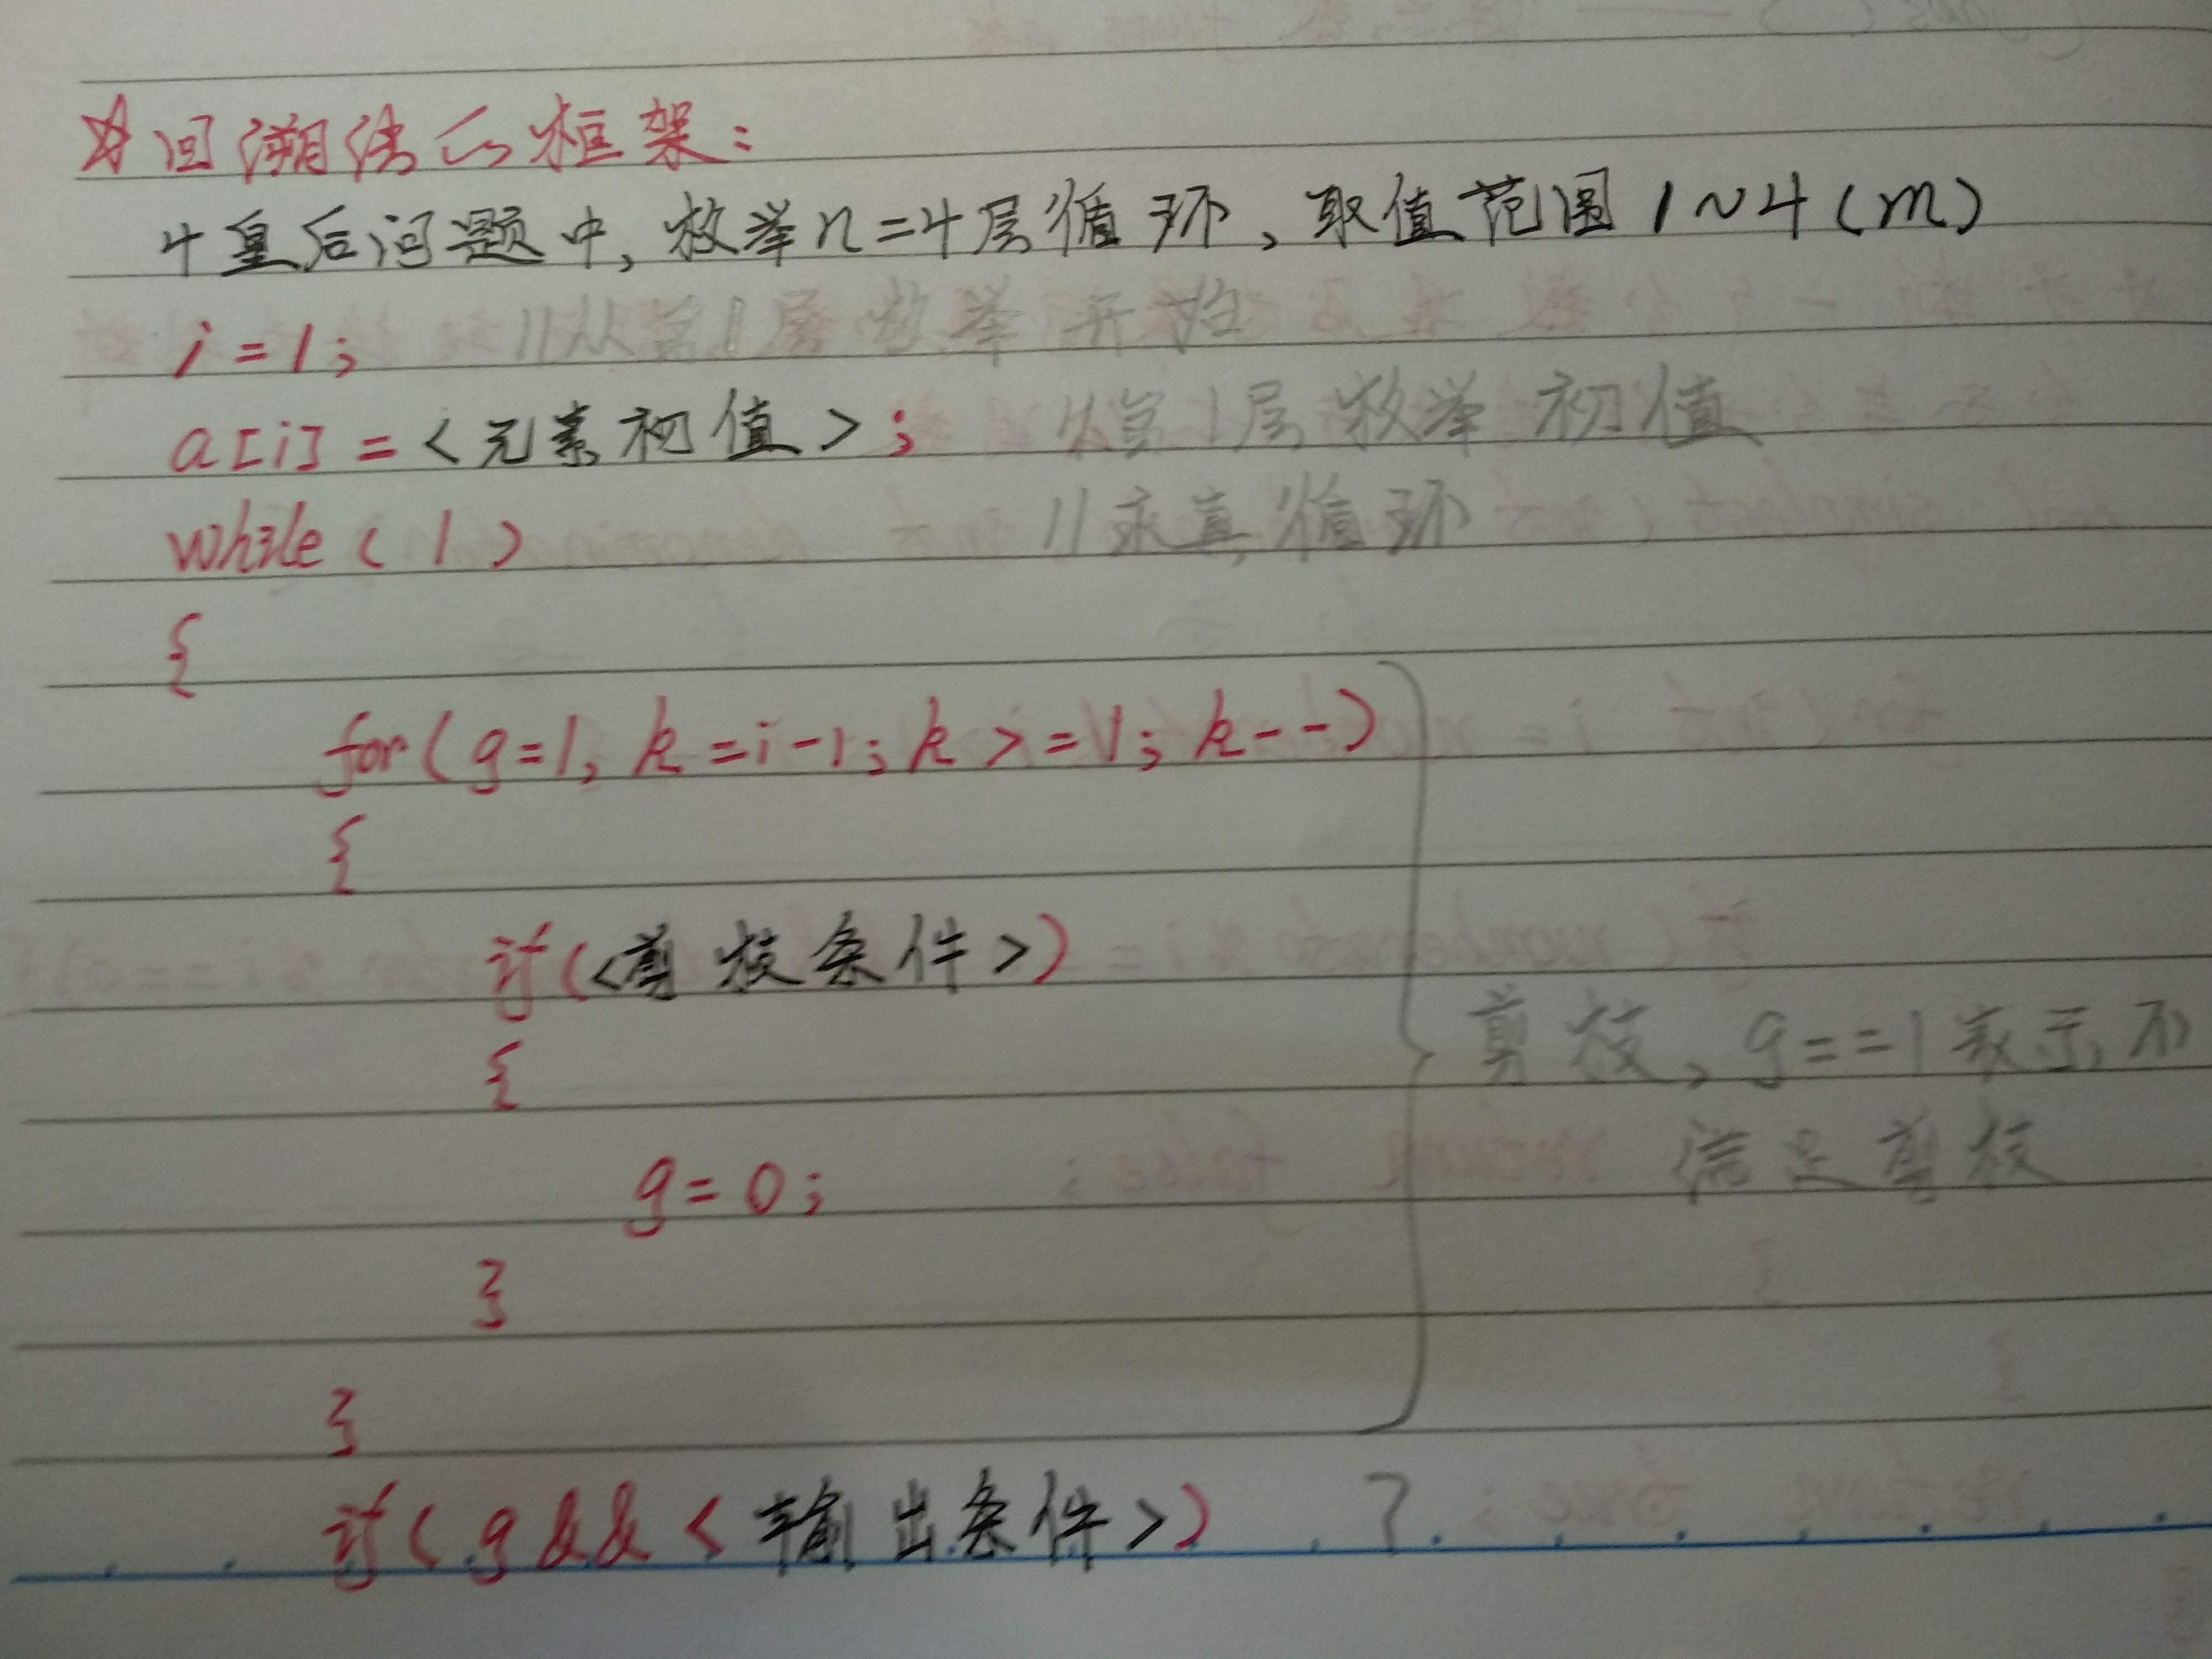 ☆回溯法的框架:
4皇后问题中,枚举n=4层循环,取值范围1~4(m)
i=1; //从第1层枚举开始
a[i]=<元素初值>; //第1层枚举初值
while(1) //永真循环
{
for(g=1, k=i-1; k>=1; k--)
{
if(<剪枝条件>)
{
剪枝, g==1表示不
满足剪枝
g=0;
}
}
if(g&&<输出条件>)